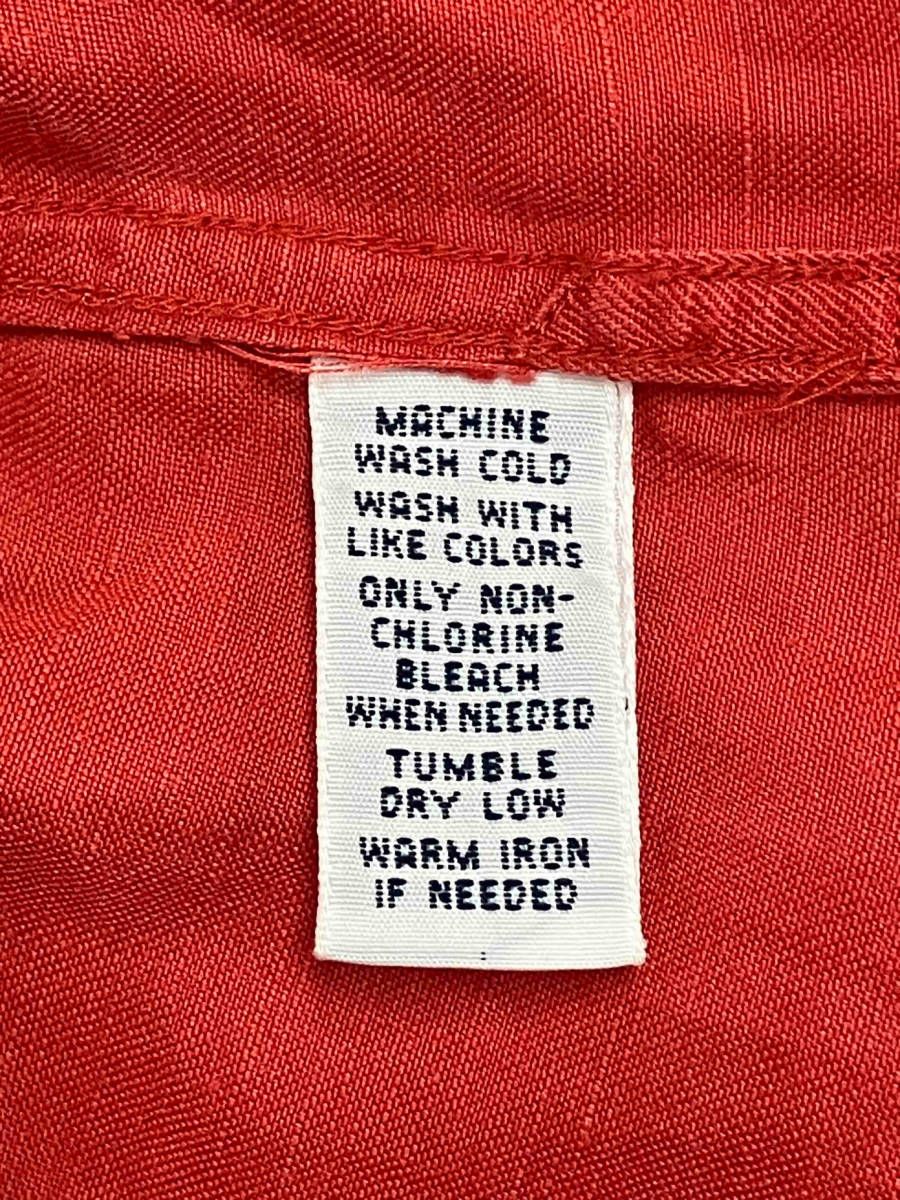 MACHINE
WASH COLD
WASH WITH
LIKE COLORS
ONLY NON-
CHLORINE
BLEACH
WHEN NEEDED
TUMBLE
DRY LOW
WARM IRON
IF NEEDED